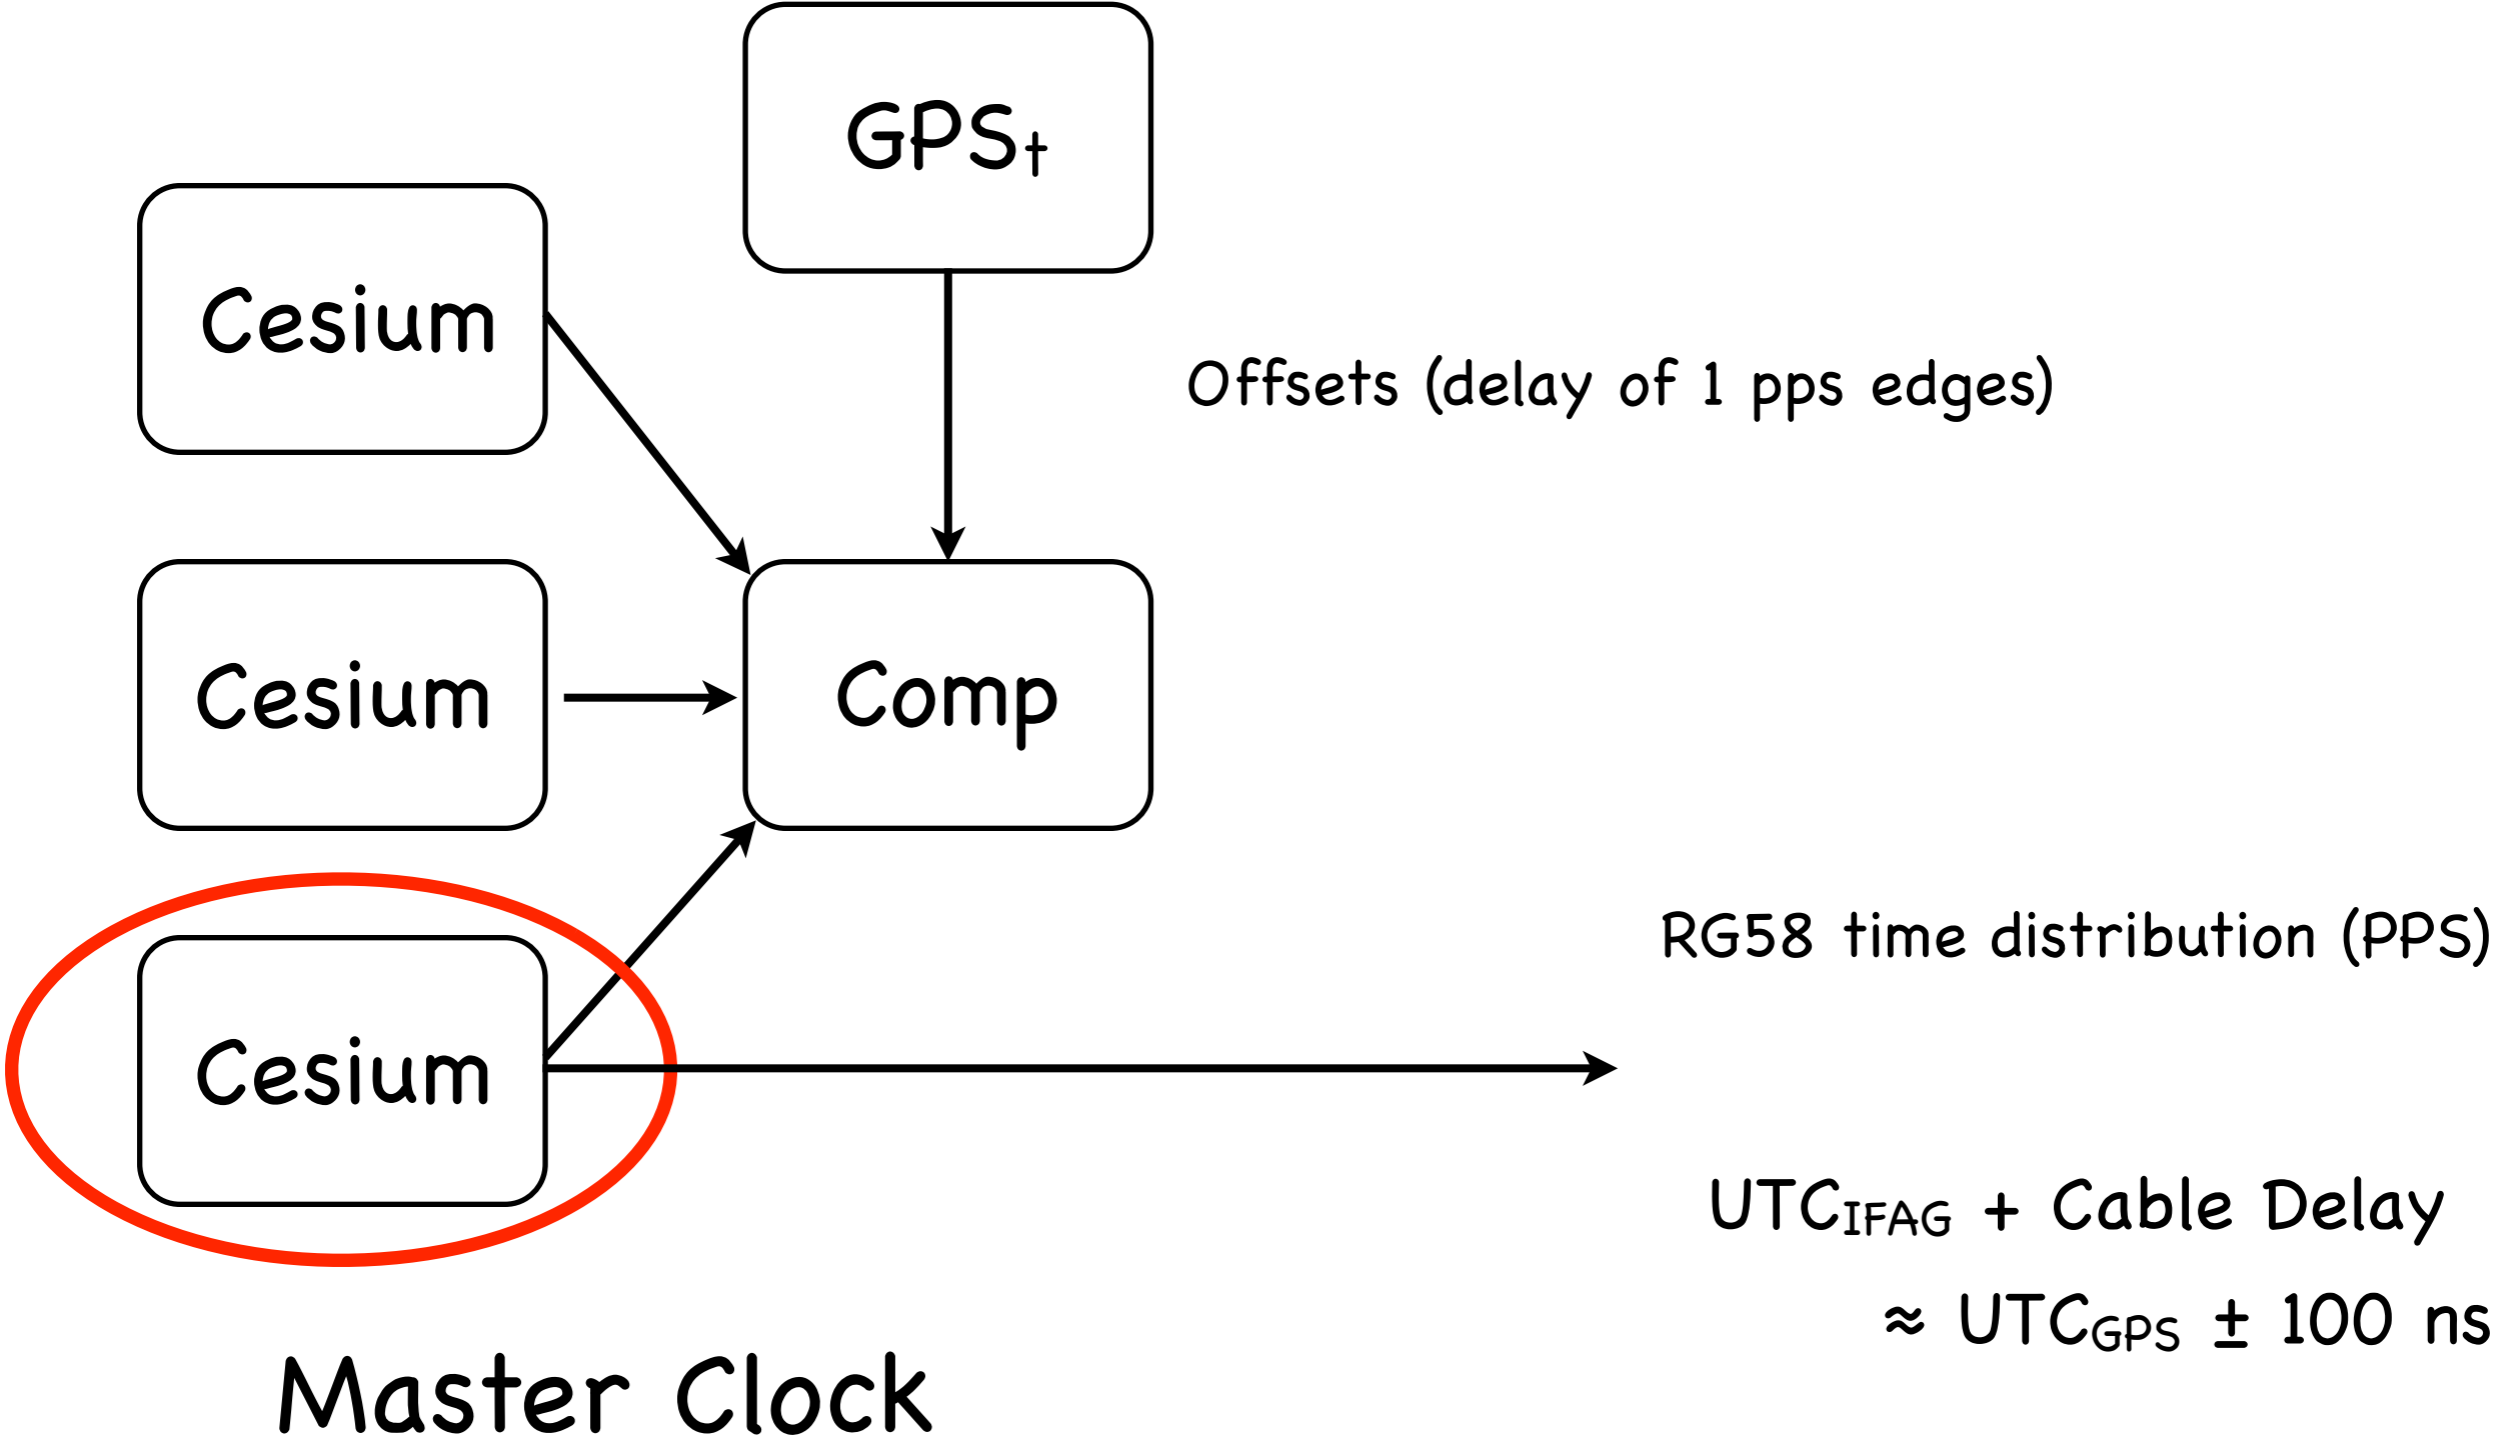 GPSt
Cesium
Offsets (delay of 1 pps edges)
Cesium
Comp
RG58 time distribution (PPS)
Cesium
UTCIFAG + Cable Delay
≈ UTCGPS ± 100 ns
Master Clock